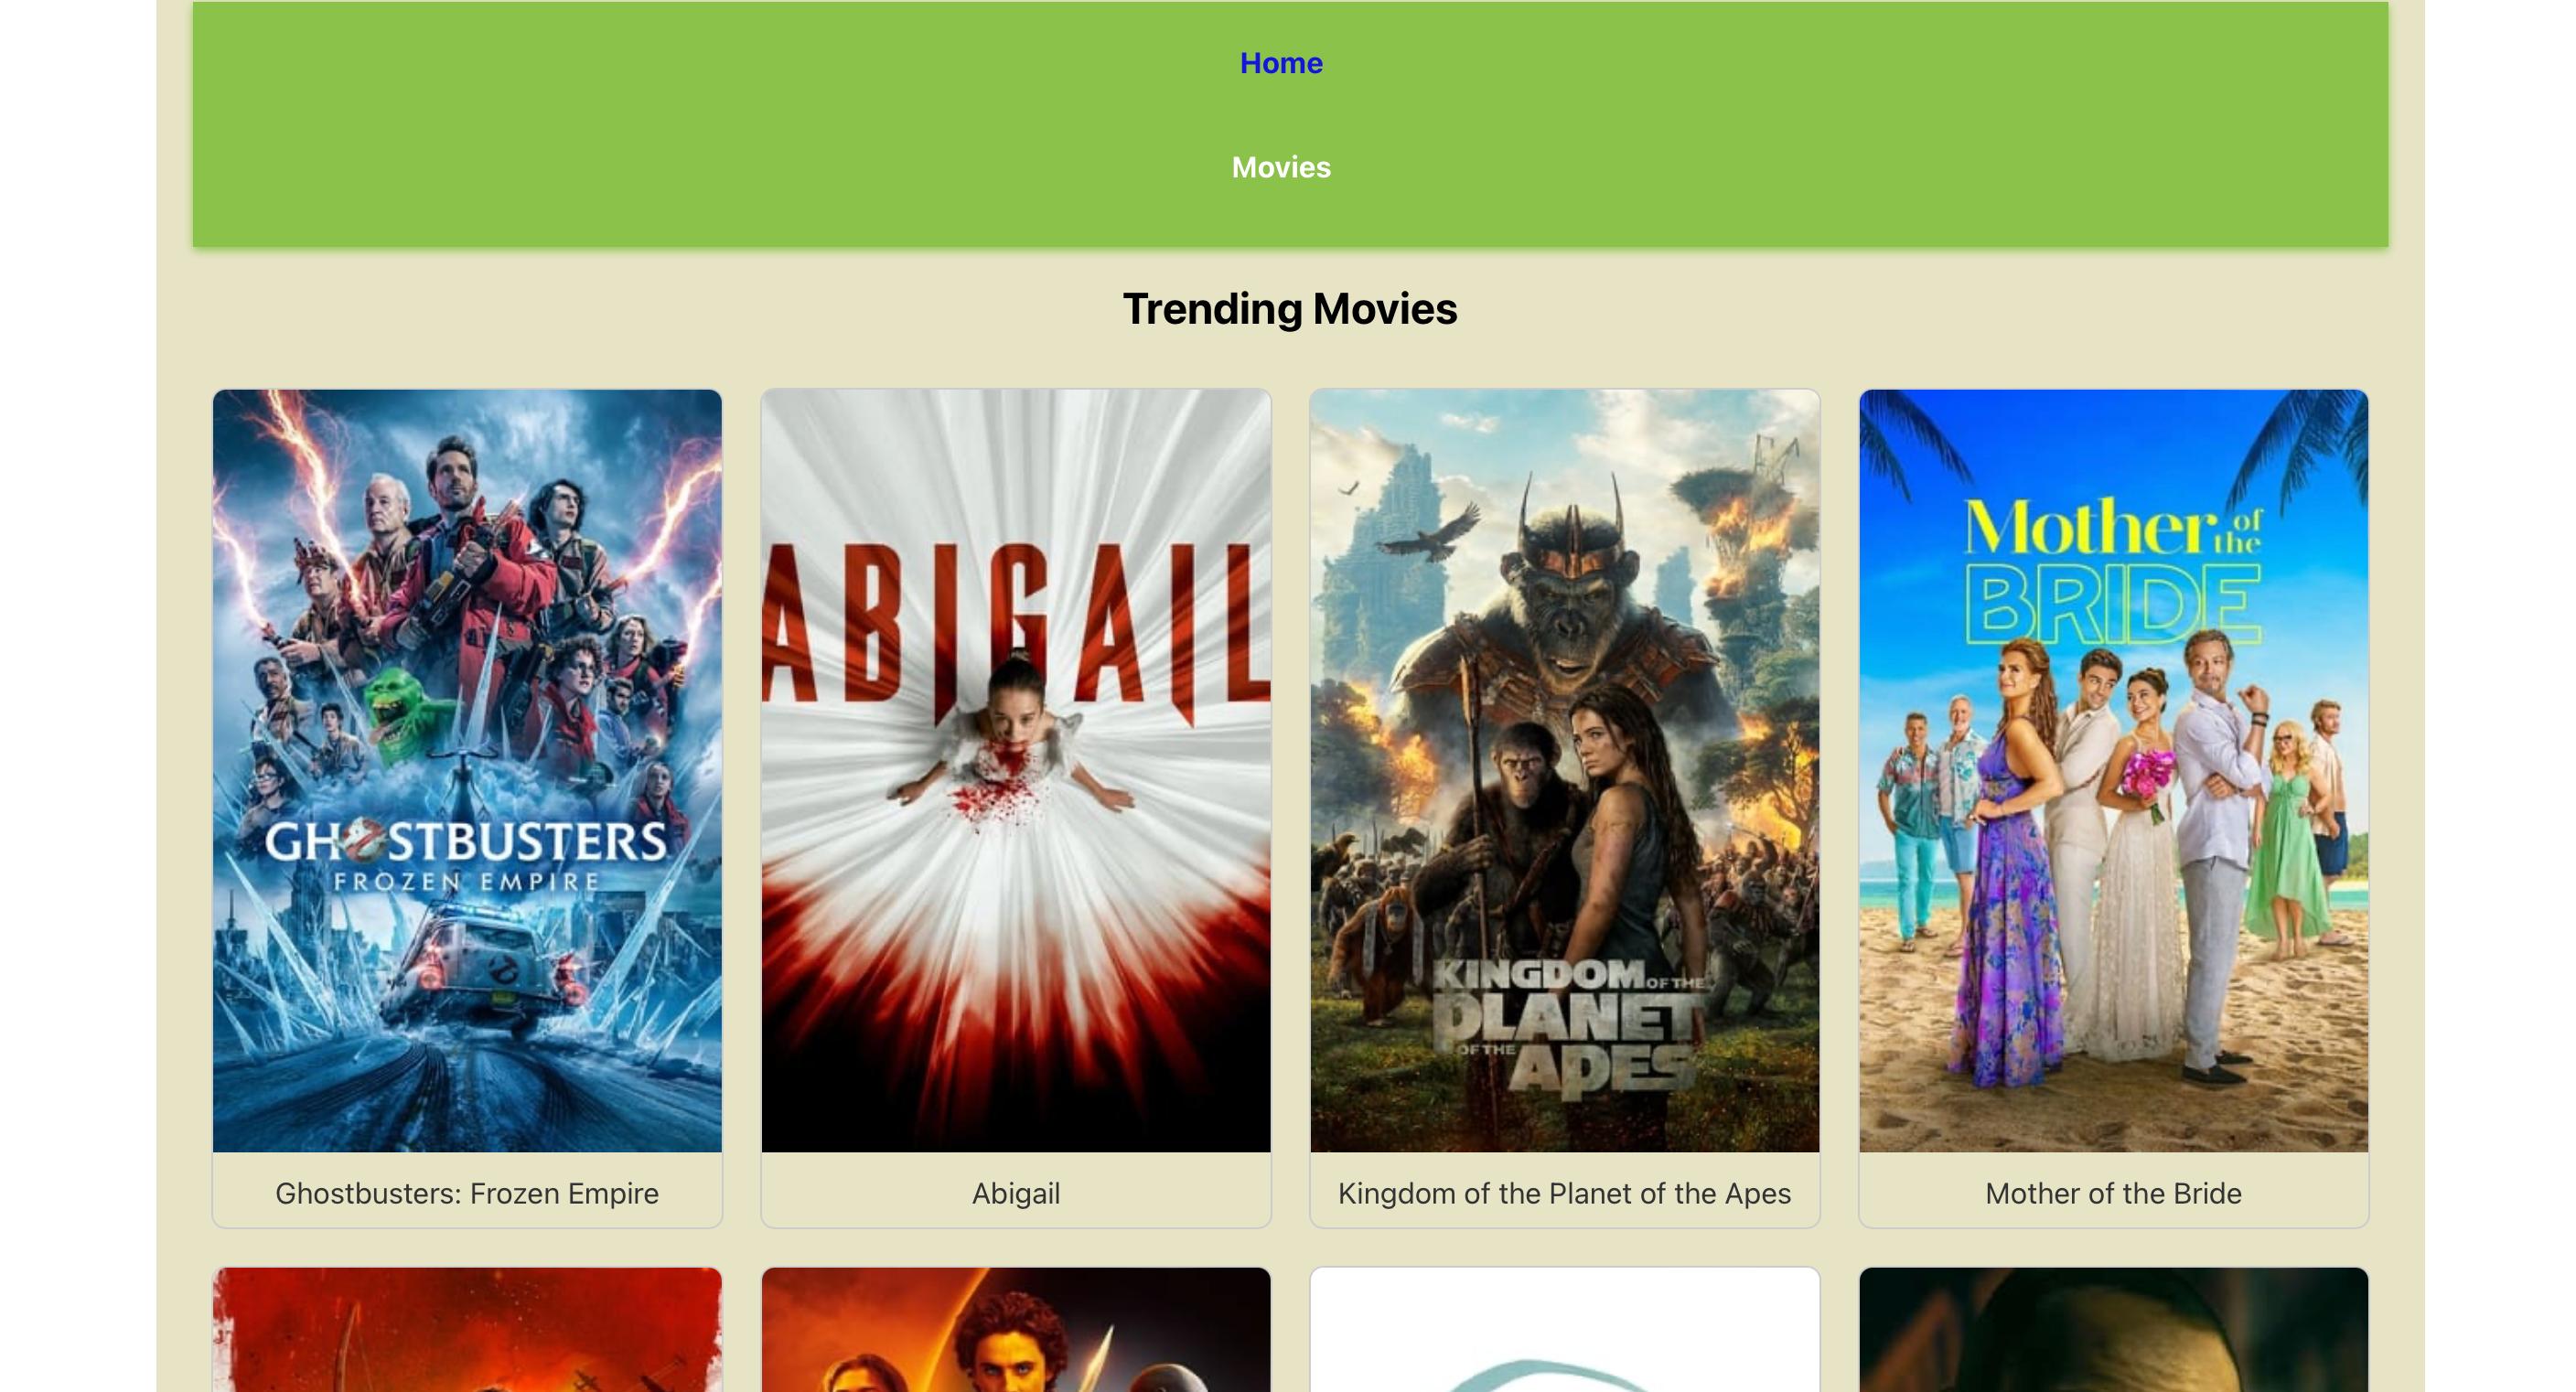 Home
Movies
Trending Movies
GHOSTBUSTERS
FROZEN EMPIRE
Ghostbusters: Frozen Empire
ABIGAIL
Abigail
KINGDOM OF THE
PLANET
OF THE APES
Kingdom of the Planet of the Apes
Mother of the
BRIDE
Mother of the Bride